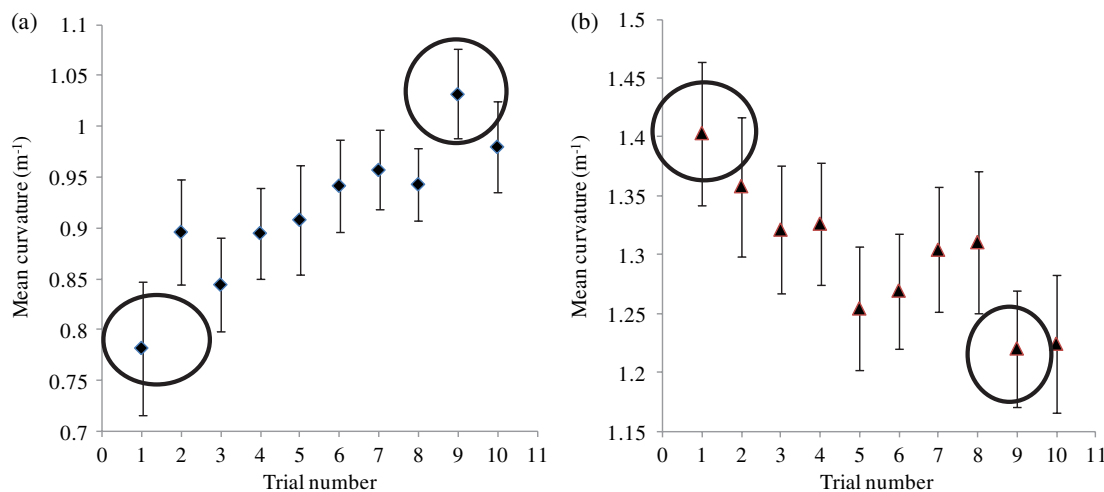 (a)
Mean curvature (m⁻¹)
1.1
1.05
1
0.95
0.9
0.85
0.8
0.75
0.7
0 1 2 3 4 5 6 7 8 9 10 11
Trial number
(b)
Mean curvature (m⁻¹)
1.5
1.45
1.4
1.35
1.3
1.25
1.2
1.15
0 1 2 3 4 5 6 7 8 9 10 11
Trial number